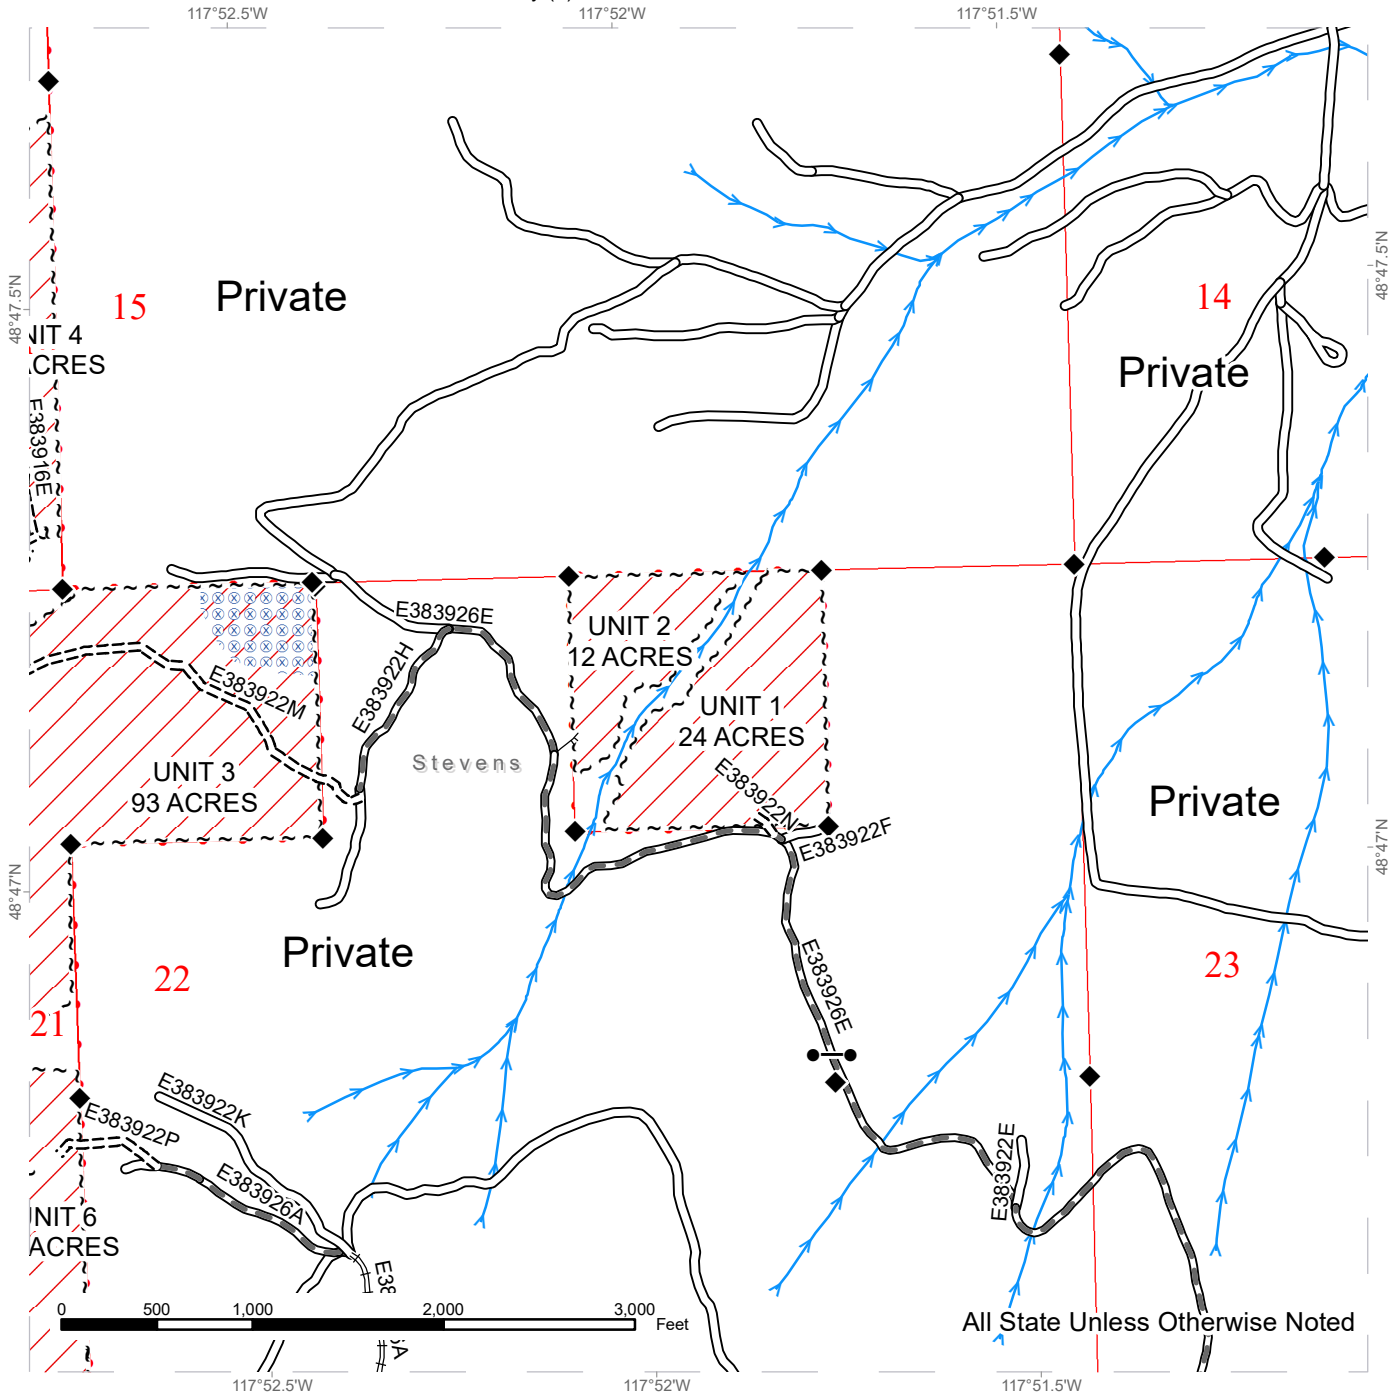 117°52.5'W
117°52'W
117°51.5'W
48°47.5'N
48°47.5'N
15
Private
14
NIT 4
ACRES
Private
E383916E
E383926E
UNIT 2
12 ACRES
E383922H
E383922M
UNIT 1
24 ACRES
Stevens
UNIT 3
93 ACRES
E383922N
E383922F
Private
48°47'N
48°47'N
Private
22
23
21
E383926E
E383922K
E383922P
E383922E
E383926A
UNIT 6
ACRES
E38
0
500
1,000
2,000
3,000
Feet
All State Unless Otherwise Noted
117°52.5'W
117°52'W
117°51.5'W